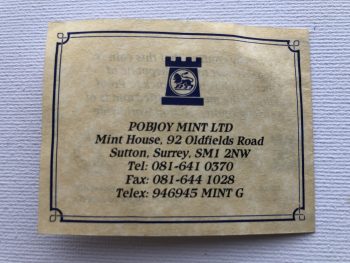 POBJOY MINT LTD
Mint House, 92 Oldfields Road
Sutton, Surrey, SM1 2NW
Tel: 081-641 0370
Fax: 081-644 1028
Telex: 946945 MINT G